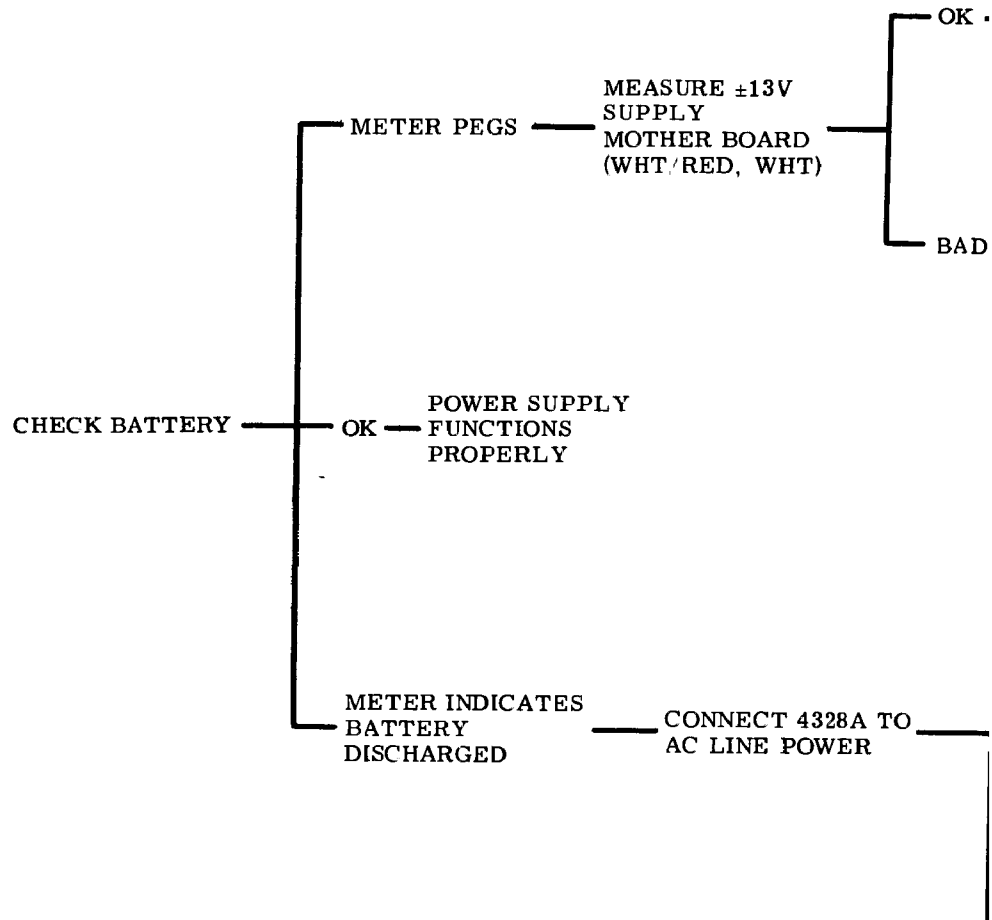 OK
METER PEGS
MEASURE ±13V
SUPPLY
MOTHER BOARD
(WHT/RED, WHT)
BAD
CHECK BATTERY
OK
POWER SUPPLY
FUNCTIONS
PROPERLY
METER INDICATES
BATTERY
DISCHARGED
CONNECT 4328A TO
AC LINE POWER